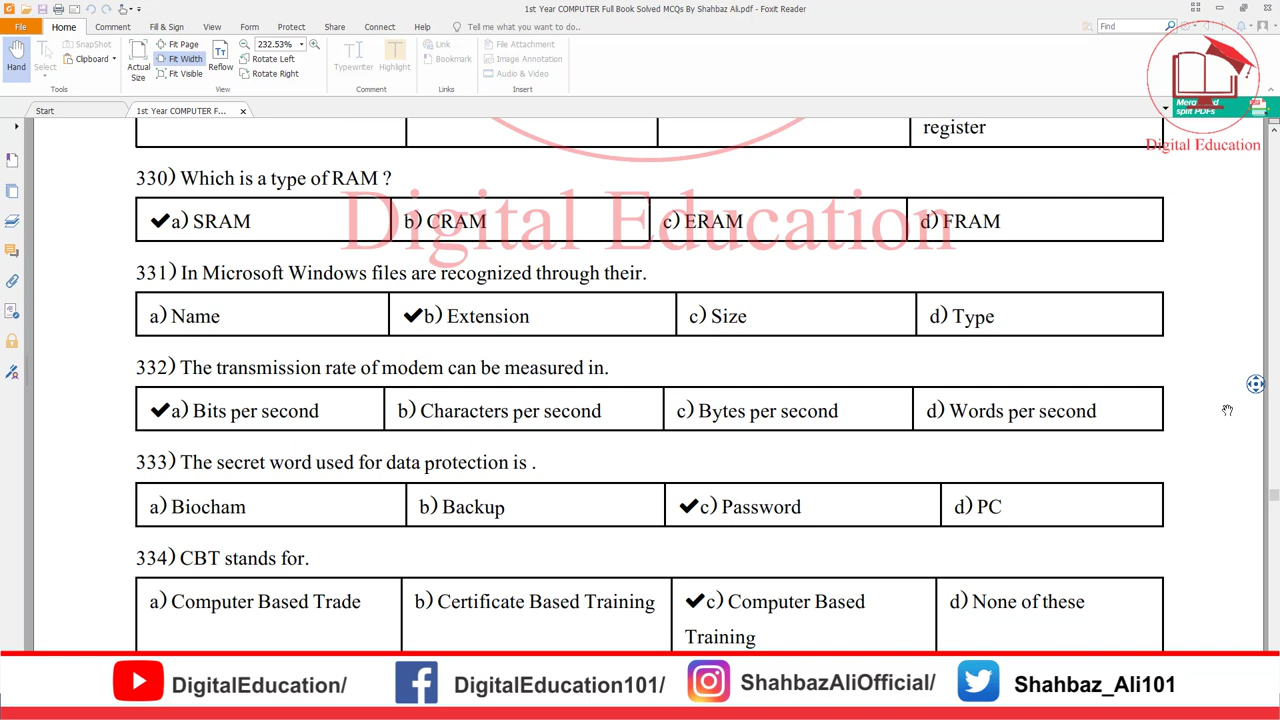 1st Year COMPUTER Full Book Solved MCQs By Shahbaz Ali.pdf - Foxit Reader
File Home Comment Fill & Sign View Form Protect Share Connect Help Tell me what you want to do... Find
Hand
Select
SnapShot
Clipboard
Actual Size
Fit Page
Fit Width
Fit Visible
Reflow
232.53%
Rotate Left
Rotate Right
Typewriter
Highlight
Link
Bookmark
File Attachment
Image Annotation
Audio & Video
Tools View Comment Links Insert
Start 1st Year COMPUTER F...
split PDFs
Digital Education
register
330) Which is a type of RAM ?
a) SRAM b) CRAM c) ERAM d) FRAM
Digital Education
331) In Microsoft Windows files are recognized through their.
a) Name b) Extension c) Size d) Type
332) The transmission rate of modem can be measured in.
a) Bits per second b) Characters per second c) Bytes per second d) Words per second
333) The secret word used for data protection is .
a) Biocham b) Backup c) Password d) PC
334) CBT stands for.
a) Computer Based Trade b) Certificate Based Training c) Computer Based d) None of these
Training
DigitalEducation/ DigitalEducation101/ ShahbazAliOfficial/ Shahbaz_Ali101